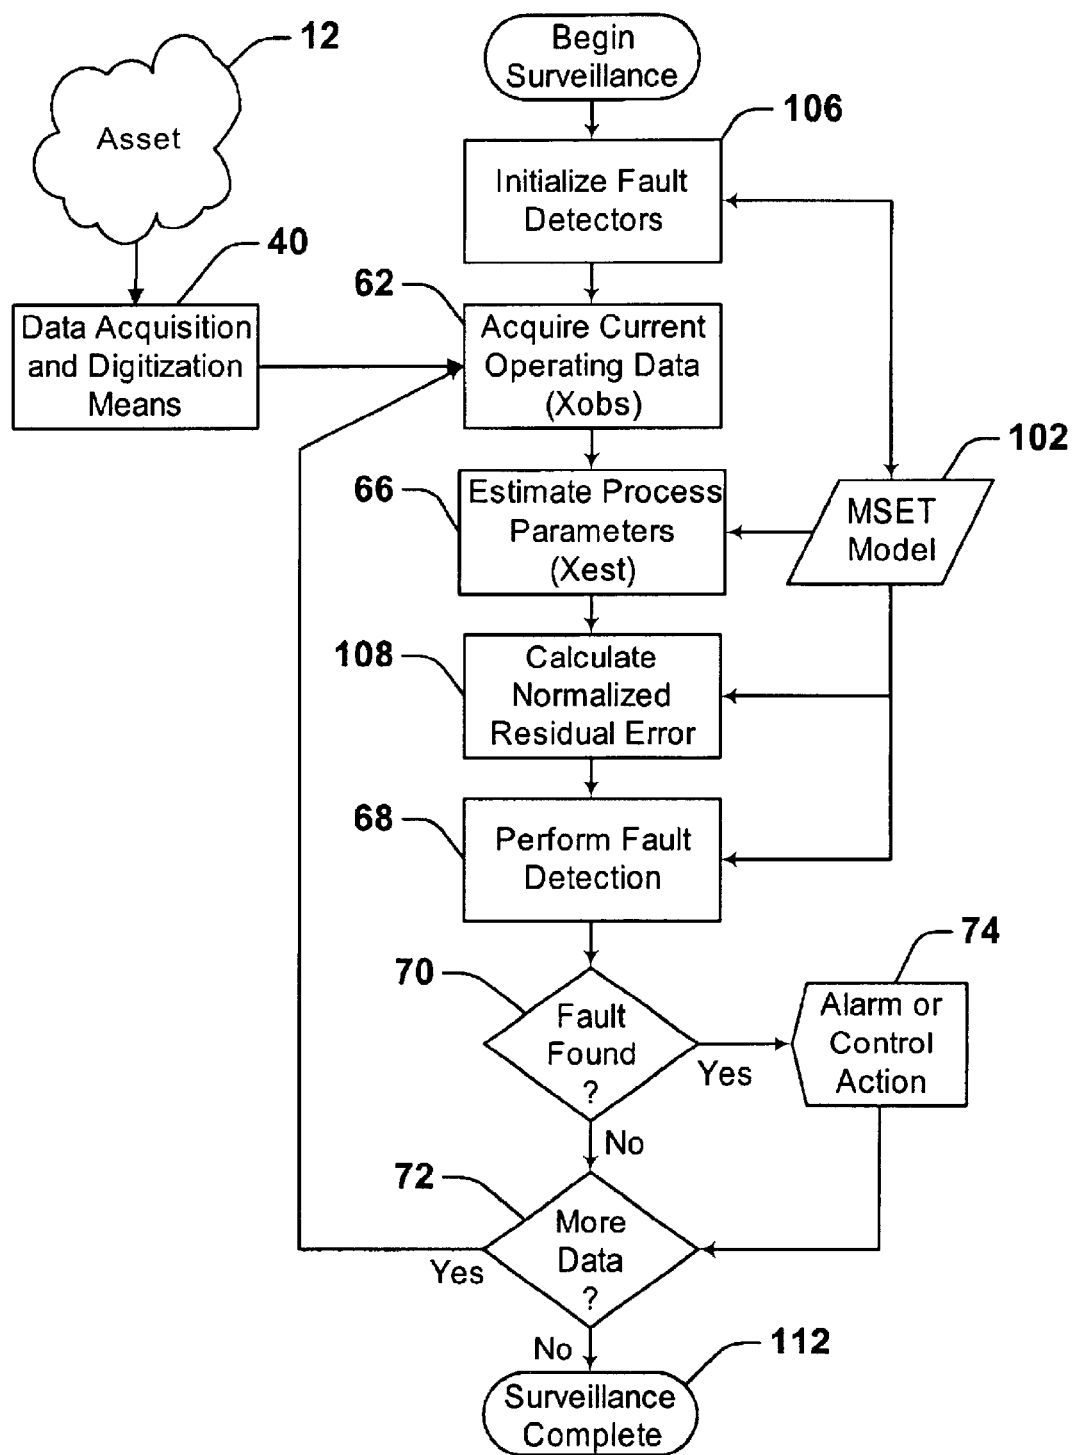 12
Begin
Surveillance
Asset
106
Initialize Fault
Detectors
40
Data Acquisition
and Digitization
Means
62
Acquire Current
Operating Data
(Xobs)
102
MSET
Model
66
Estimate Process
Parameters
(Xest)
108
Calculate
Normalized
Residual Error
68
Perform Fault
Detection
70
Fault
Found
?
Yes
74
Alarm or
Control
Action
No
72
More
Data
?
Yes
No
112
Surveillance
Complete